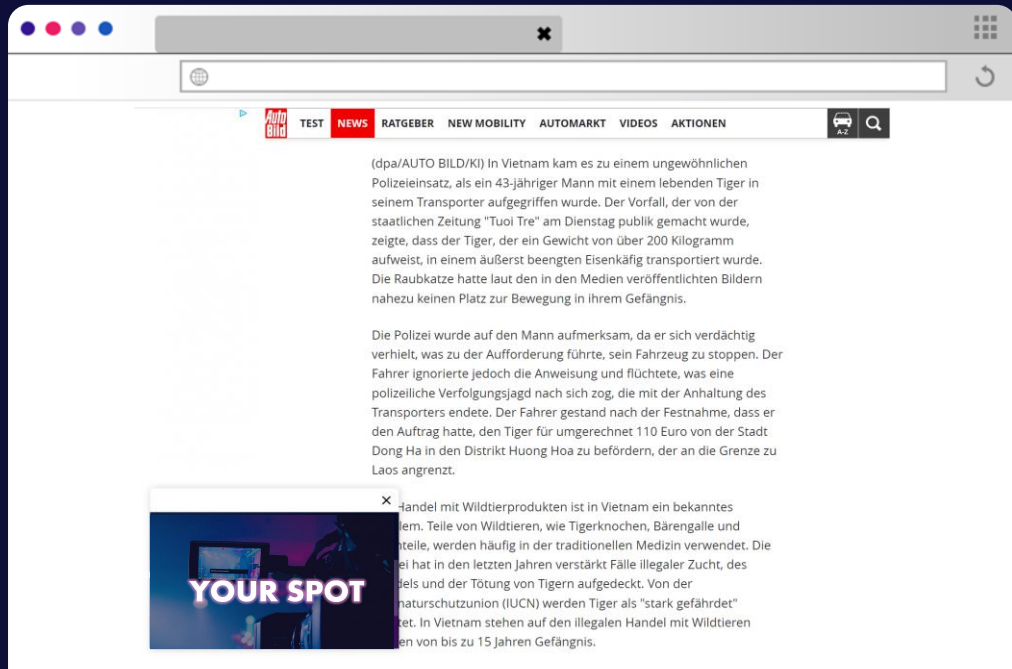 Auto Bild
TEST NEWS RATGEBER NEW MOBILITY AUTOMARKT VIDEOS AKTIONEN
A-Z
(dpa/AUTO BILD/KI) In Vietnam kam es zu einem ungewöhnlichen
Polizeieinsatz, als ein 43-jähriger Mann mit einem lebenden Tiger in
seinem Transporter aufgegriffen wurde. Der Vorfall, der von der
staatlichen Zeitung "Tuoi Tre" am Dienstag publik gemacht wurde,
zeigte, dass der Tiger, der ein Gewicht von über 200 Kilogramm
aufweist, in einem äußerst beengten Eisenkäfig transportiert wurde.
Die Raubkatze hatte laut den in den Medien veröffentlichten Bildern
nahezu keinen Platz zur Bewegung in ihrem Gefängnis.
Die Polizei wurde auf den Mann aufmerksam, da er sich verdächtig
verhielt, was zu der Aufforderung führte, sein Fahrzeug zu stoppen. Der
Fahrer ignorierte jedoch die Anweisung und flüchtete, was eine
polizeiliche Verfolgungsjagd nach sich zog, die mit der Anhaltung des
Transporters endete. Der Fahrer gestand nach der Festnahme, dass er
den Auftrag hatte, den Tiger für umgerechnet 110 Euro von der Stadt
Dong Ha in den Distrikt Huong Hoa zu befördern, der an die Grenze zu
Laos angrenzt.
Handel mit Wildtierprodukten ist in Vietnam ein bekanntes
lem. Teile von Wildtieren, wie Tigerknochen, Bärengalle und
teile, werden häufig in der traditionellen Medizin verwendet. Die
ei hat in den letzten Jahren verstärkt Fälle illegaler Zucht, des
dels und der Tötung von Tigern aufgedeckt. Von der
naturschutzunion (IUCN) werden Tiger als "stark gefährdet"
tet. In Vietnam stehen auf den illegalen Handel mit Wildtieren
en von bis zu 15 Jahren Gefängnis.
YOUR SPOT